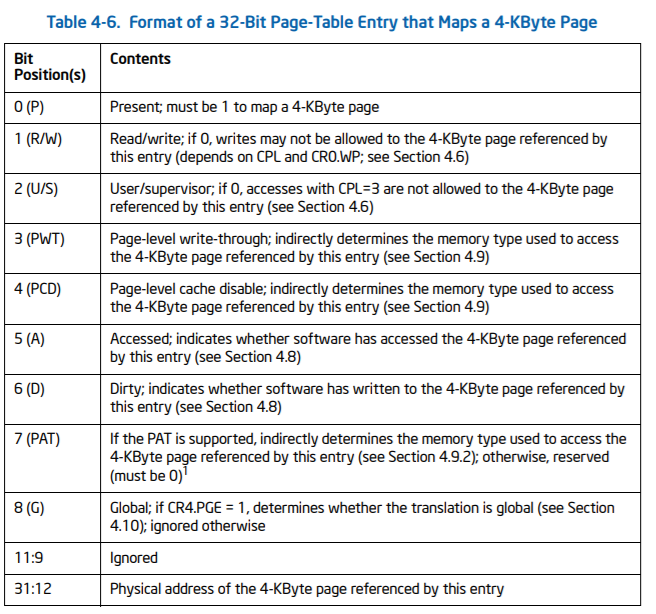 Table 4-6. Format of a 32-Bit Page-Table Entry that Maps a 4-KByte Page
Bit Position(s)
Contents
0 (P)
Present; must be 1 to map a 4-KByte page
1 (R/W)
Read/write; if 0, writes may not be allowed to the 4-KByte page referenced by
this entry (depends on CPL and CR0.WP; see Section 4.6)
2 (U/S)
User/supervisor; if 0, accesses with CPL=3 are not allowed to the 4-KByte page
referenced by this entry (see Section 4.6)
3 (PWT)
Page-level write-through; indirectly determines the memory type used to access
the 4-KByte page referenced by this entry (see Section 4.9)
4 (PCD)
Page-level cache disable; indirectly determines the memory type used to access
the 4-KByte page referenced by this entry (see Section 4.9)
5 (A)
Accessed; indicates whether software has accessed the 4-KByte page referenced
by this entry (see Section 4.8)
6 (D)
Dirty; indicates whether software has written to the 4-KByte page referenced by
this entry (see Section 4.8)
7 (PAT)
If the PAT is supported, indirectly determines the memory type used to access the
4-KByte page referenced by this entry (see Section 4.9.2); otherwise, reserved
(must be 0)1
8 (G)
Global; if CR4.PGE = 1, determines whether the translation is global (see Section
4.10); ignored otherwise
11:9
Ignored
31:12
Physical address of the 4-KByte page referenced by this entry